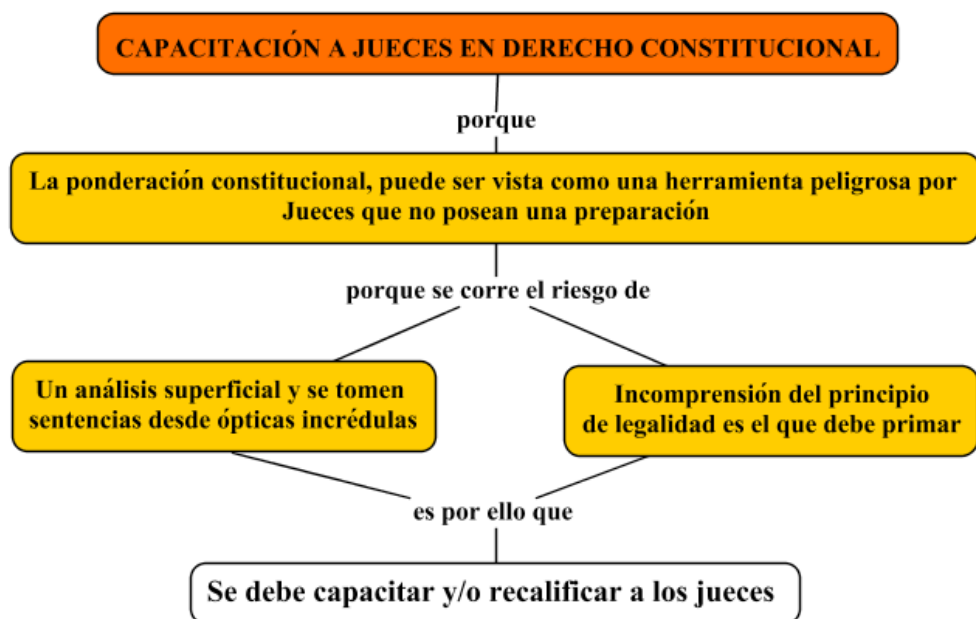 CAPACITACIÓN A JUECES EN DERECHO CONSTITUCIONAL
porque
La ponderación constitucional, puede ser vista como una herramienta peligrosa por
Jueces que no posean una preparación
porque se corre el riesgo de
Un análisis superficial y se tomen
sentencias desde ópticas incrédulas
Incomprensión del principio
de legalidad es el que debe primar
es por ello que
Se debe capacitar y/o recalificar a los jueces